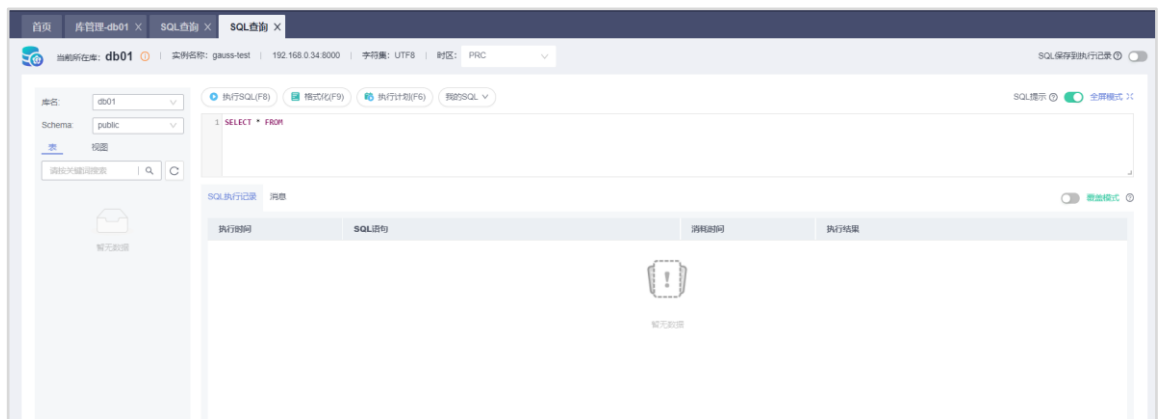 首页 库管理-db01 × SQL查询 × SQL查询 ×
当前所在库: db01 | 实例名称: gauss-test | 192.168.0.34:8000 | 字符集: UTF8 | 时区: PRC SQL保存到执行记录
库名: db01 执行SQL(F8) 格式化(F9) 执行计划(F6) 我的SQL SQL提示 全屏模式
Schema: public
1 SELECT * FROM
表 视图
请按关键词搜索
SQL执行记录 消息 覆盖模式
执行时间 SQL语句 消耗时间 执行结果
暂无数据
暂无数据